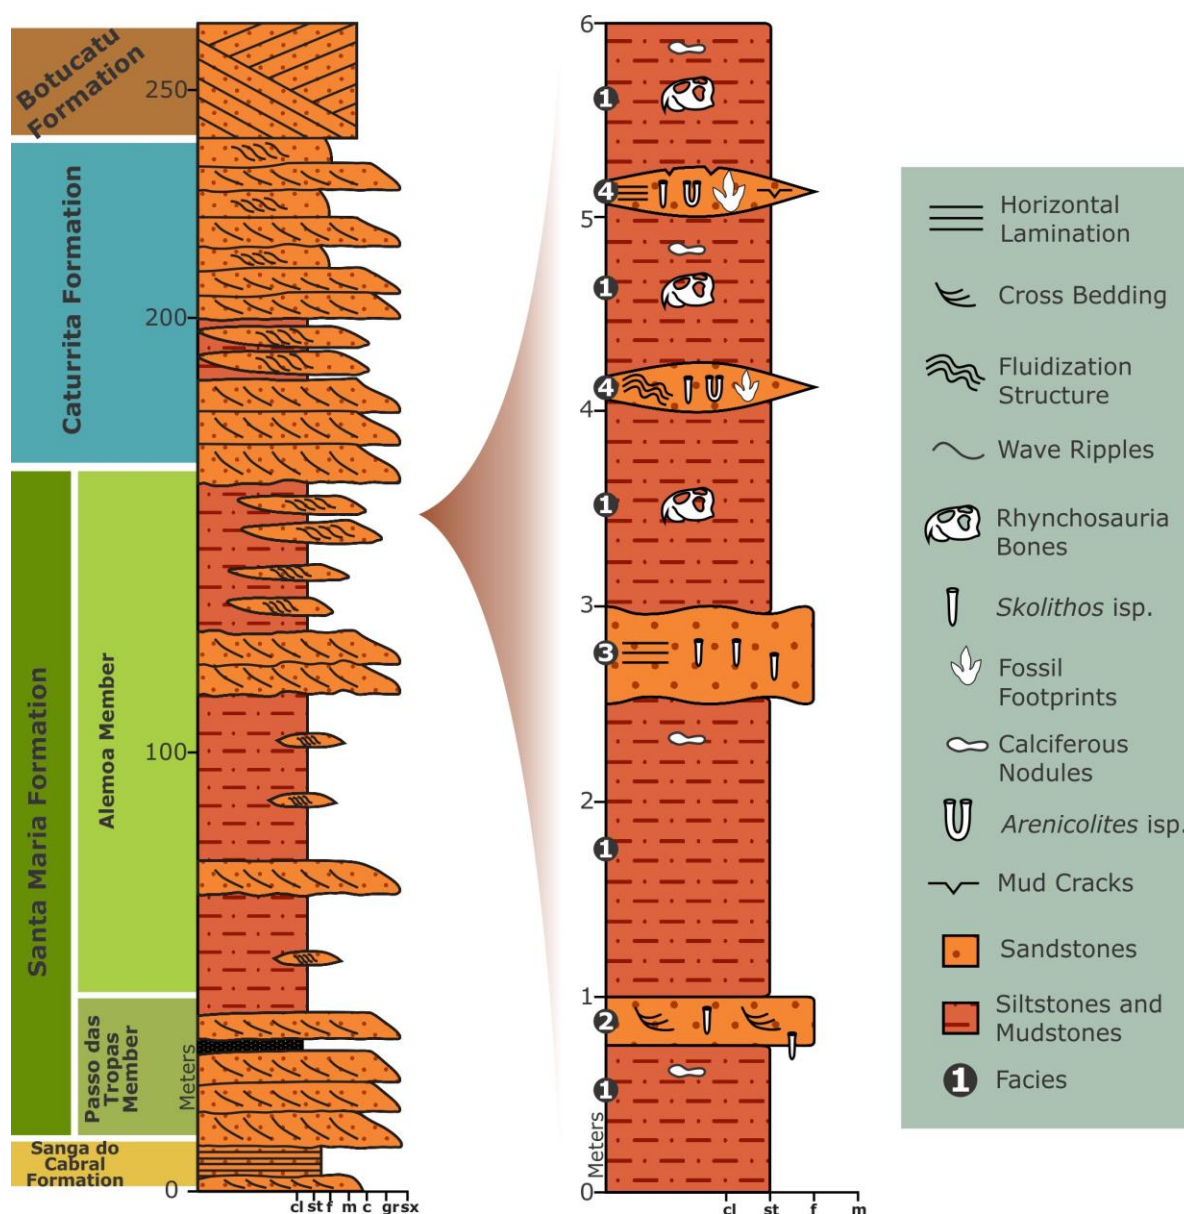 Botucatu
Formation
Caturrita Formation
Santa Maria Formation
Alemoa Member
Passo das
Tropas
Member
Sanga do
Cabral
Formation
250
200
100
Meters
0
cl st f m c gr sx
6
5
4
3
2
1
Meters
0
cl st f m
1
4
1
4
1
3
1
2
1
Horizontal
Lamination
Cross Bedding
Fluidization
Structure
Wave Ripples
Rhynchosauria
Bones
Skolithos isp.
Fossil
Footprints
Calciferous
Nodules
Arenicolites isp.
Mud Cracks
Sandstones
Siltstones and
Mudstones
1 Facies